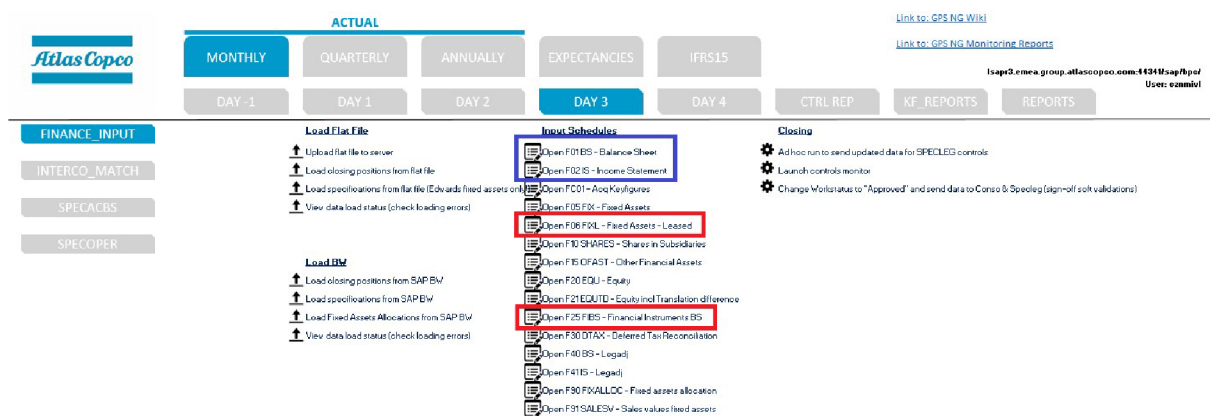 Atlas Copco
ACTUAL
MONTHLY
QUARTERLY
ANNUALLY
EXPECTANCIES
IFRS15
Link to: GPS NG Wiki
Link to: GPS NG Monitoring Reports
lsapr3.emea.group.atlascopco.com:44341/sap/bpc/
User: eanmivl
DAY -1
DAY 1
DAY 2
DAY 3
DAY 4
CTRL REP
KF_REPORTS
REPORTS
FINANCE_INPUT
INTERCO_MATCH
SPECACBS
SPECOPER
Load Flat File
Upload flat file to server
Load closing positions from flat file
Load specifications from flat file (Edwards fixed assets only)
View data load status (check loading errors)
Load BW
Load closing positions from SAP BW
Load specifications from SAP BW
Load Fixed Assets Allocations from SAP BW
View data load status (check loading errors)
Input Schedules
Open F01 BS - Balance Sheet
Open F02 IS - Income Statement
Open FC01 - Acq Keyfigures
Open F05 FIX - Fixed Assets
Open F06 FIXL - Fixed Assets - Leased
Open F10 SHARES - Shares in Subsidiaries
Open F15 OFAST - Other Financial Assets
Open F20 EQU - Equity
Open F21 EQUTD - Equity incl Translation difference
Open F25 FIBS - Financial Instruments BS
Open F30 DTAX - Deferred Tax Reconciliation
Open F40 BS - Legadj
Open F41 IS - Legadj
Open F90 FIXALLOC - Fixed assets allocation
Open F91 SALESV - Sales values fixed assets
Closing
Ad hoc run to send updated data for SPECLEG controls
Launch controls monitor
Change Workstatus to "Approved" and send data to Conso & Specleg (sign-off soft validations)